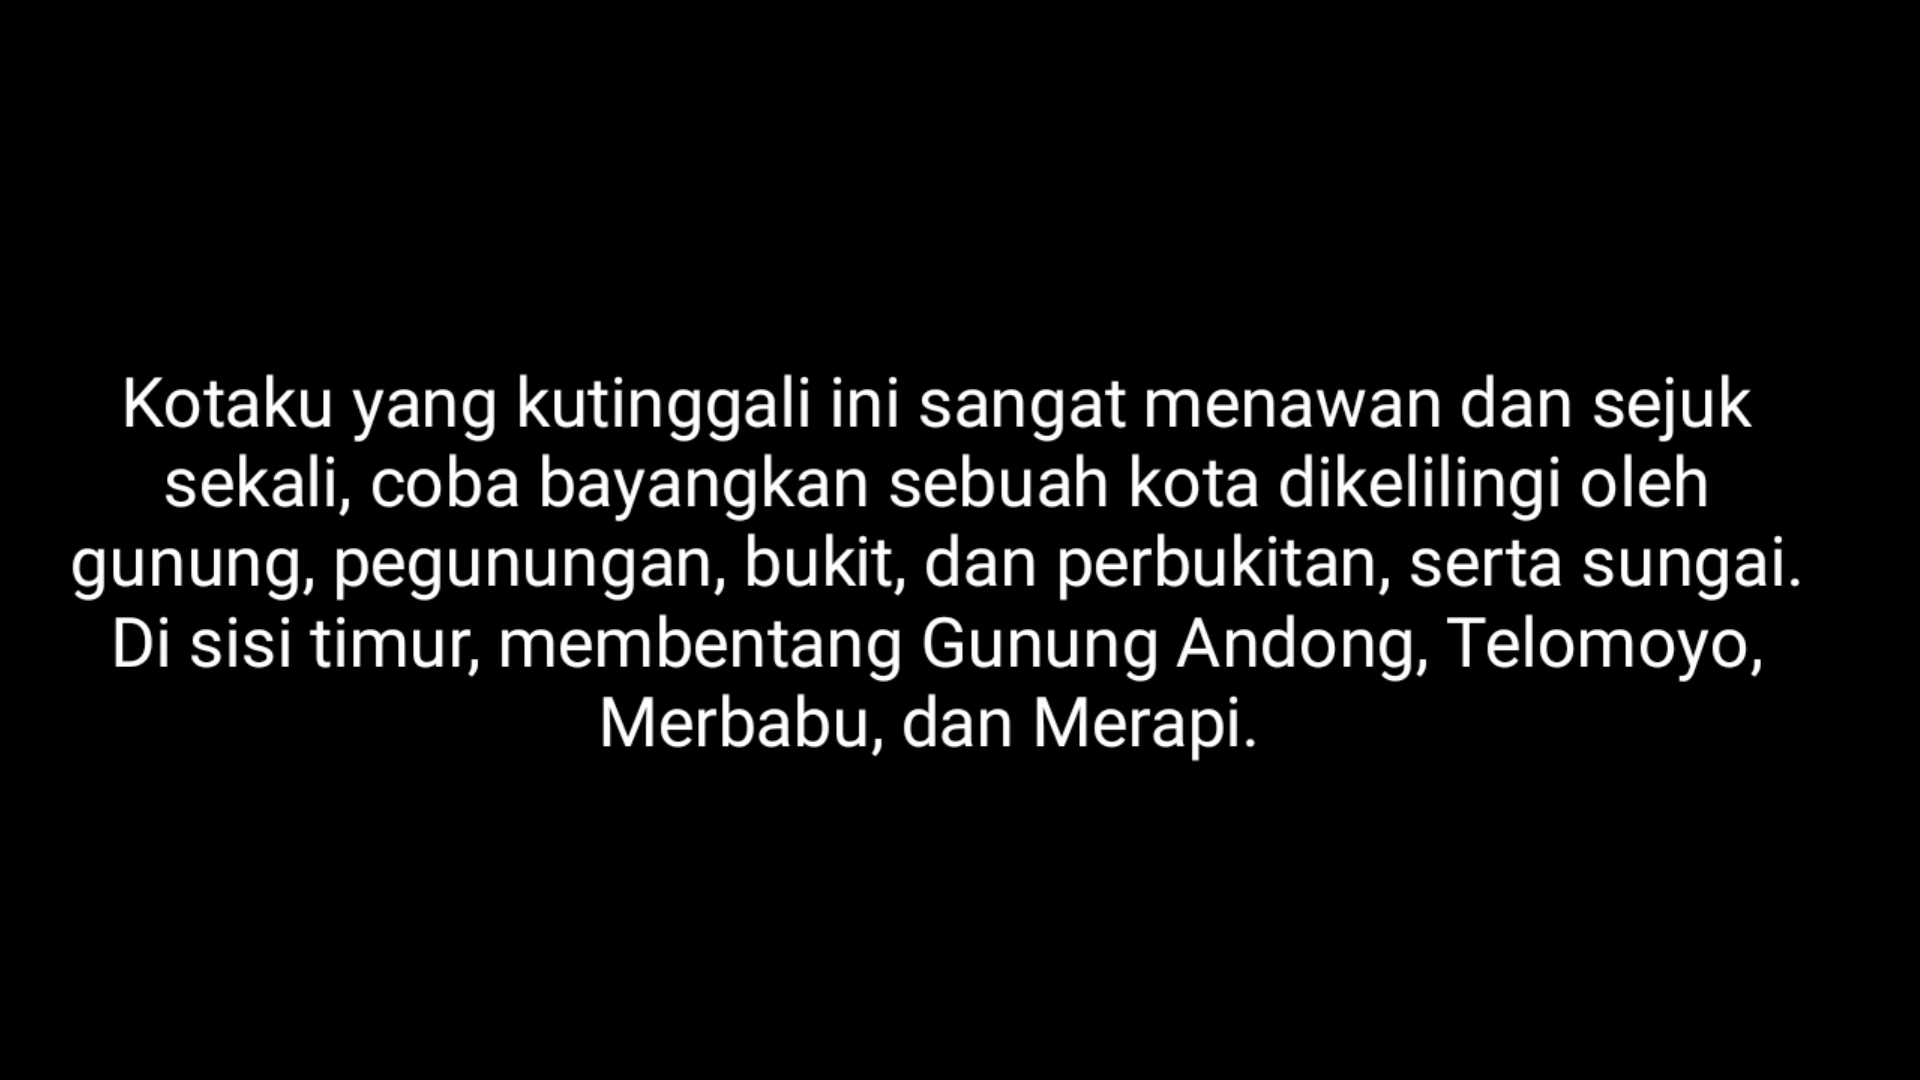 Kotaku yang kutinggali ini sangat menawan dan sejuk
sekali, coba bayangkan sebuah kota dikelilingi oleh
gunung, pegunungan, bukit, dan perbukitan, serta sungai.
Di sisi timur, membentang Gunung Andong, Telomoyo,
Merbabu, dan Merapi.